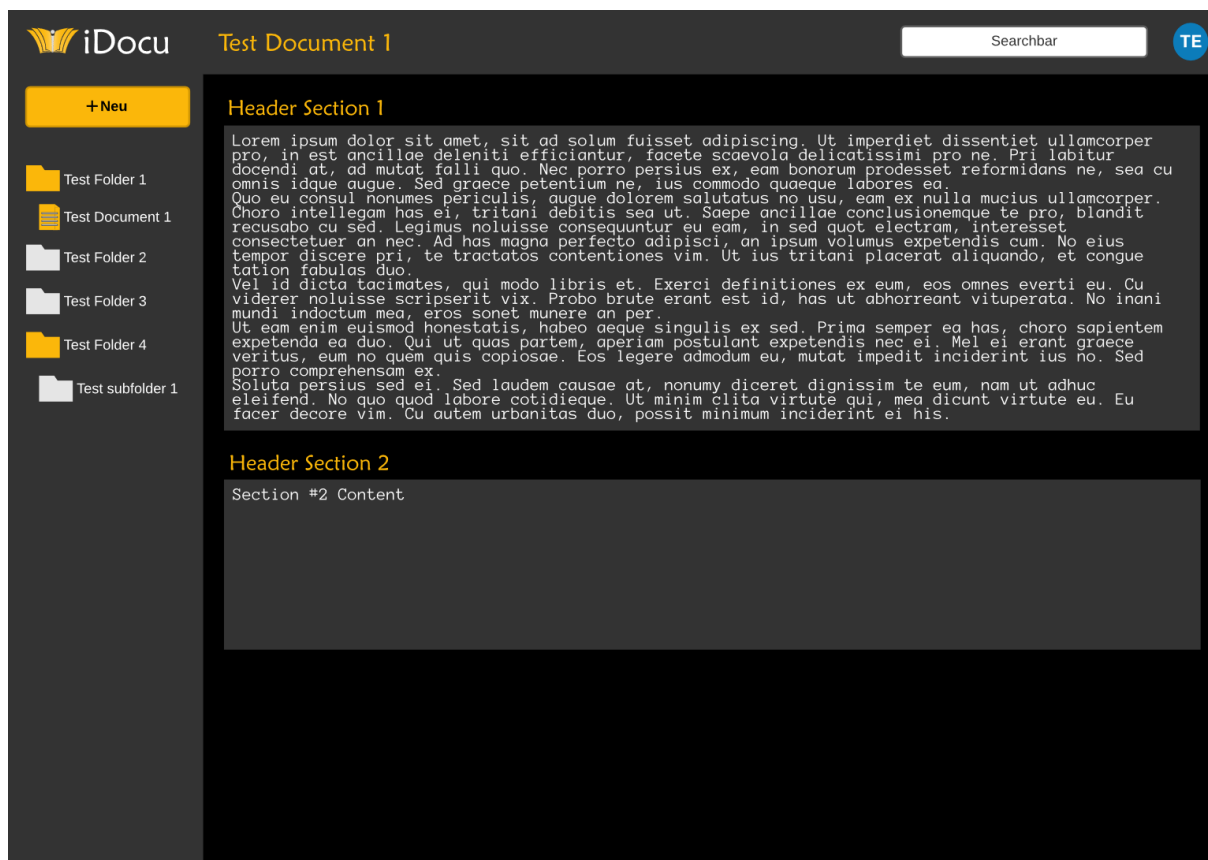 iDocu
Test Document 1
Searchbar
TE
+Neu
Test Folder 1
Test Document 1
Test Folder 2
Test Folder 3
Test Folder 4
Test subfolder 1
Header Section 1
Lorem ipsum dolor sit amet, sit ad solum fuisset adipiscing. Ut imperdiet dissentiet ullamcorper
pro, in est ancillae deleniti efficiantur, facete scaevola delicatissimi pro ne. Pri labitur
docendi at, ad mutat falli quo. Nec porro persius ex, eam bonorum prodesset reformidans ne, sea cu
omnis idque augue. Sed graece petentium ne, ius commodo quaeque labores ea.
Quo eu consul nonumes periculis, augue dolorem salutatus no usu, eam ex nulla mucius ullamcorper.
Choro intellegam has ei, tritani debitis sea ut. Saepe ancillae conclusionemque te pro, blandit
recusabo cu sed. Legimus noluisse consequuntur eu eam, in sed quot electram, interesset
consectetuer an nec. Ad has magna perfecto adipisci, an ipsum volumus expetendis cum. No eius
tempor discere pri, te tractatos contentiones vim. Ut ius tritani placerat aliquando, et congue
tation fabulas duo.
Vel id dicta tacimates, qui modo libris et. Exerci definitiones ex eum, eos omnes everti eu. Cu
viderer noluisse scripserit vix. Probo brute erant est id, has ut abhorreant vituperata. No inani
mundi indoctum mea, eros sonet munere an per.
Ut eam enim euismod honestatis, habeo aeque singulis ex sed. Prima semper ea has, choro sapientem
expetenda ea duo. Qui ut quas partem, aperiam postulant expetendis nec ei. Mel ei erant graece
veritus, eum no quem quis copiosae. Eos legere admodum eu, mutat impedit inciderint ius no. Sed
porro comprehensam ex.
Soluta persius sed ei. Sed laudem causae at, nonumy diceret dignissim te eum, nam ut adhuc
eleifend. No quo quod labore cotidieque. Ut minim clita virtute qui, mea dicunt virtute eu. Eu
facer decore vim. Cu autem urbanitas duo, possit minimum inciderint ei his.
Header Section 2
Section #2 Content